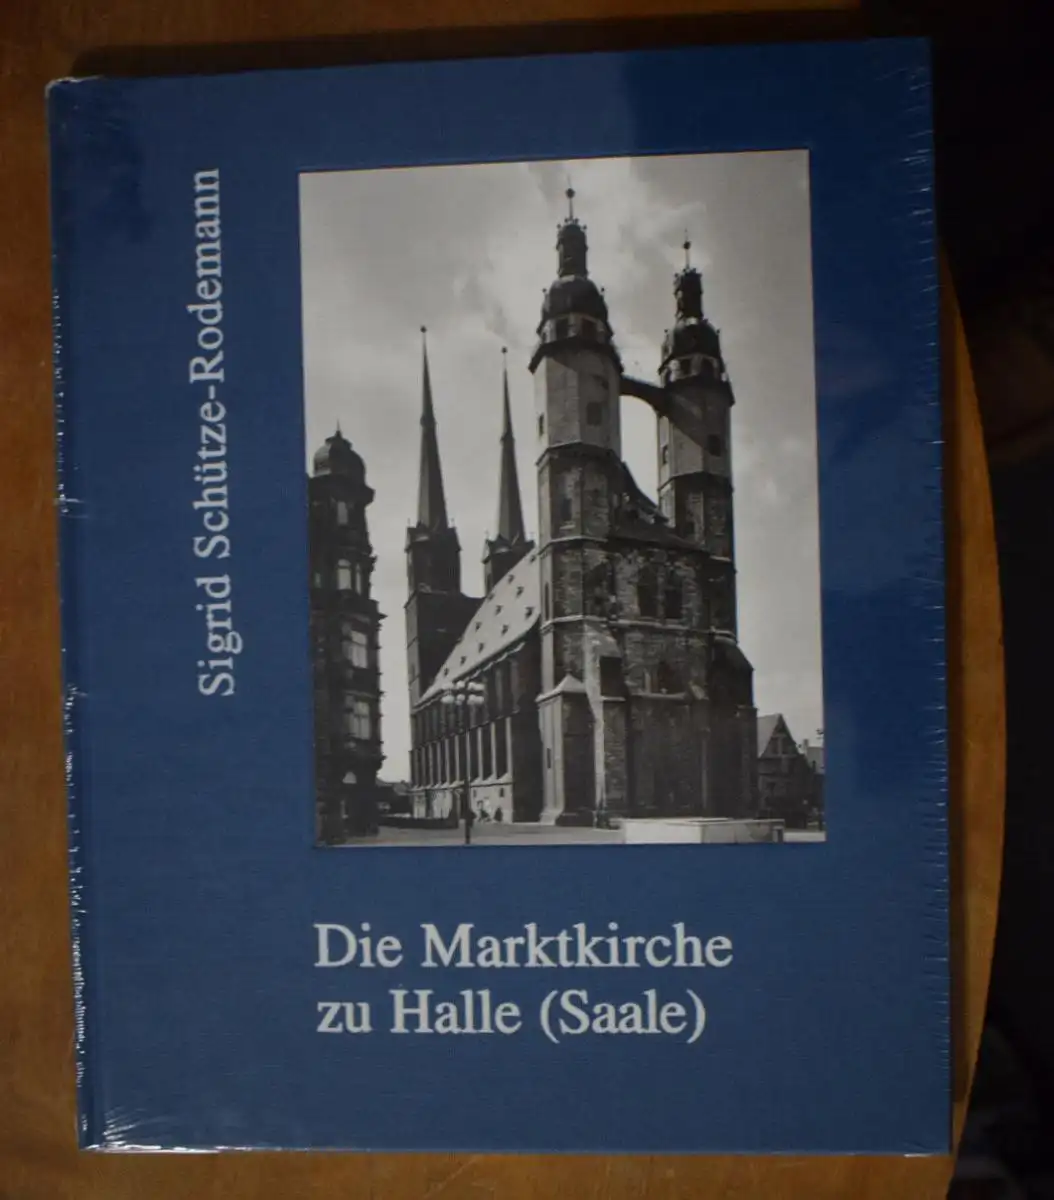 Sigrid Schütze-Rodemann
Die Marktkirche
zu Halle (Saale)